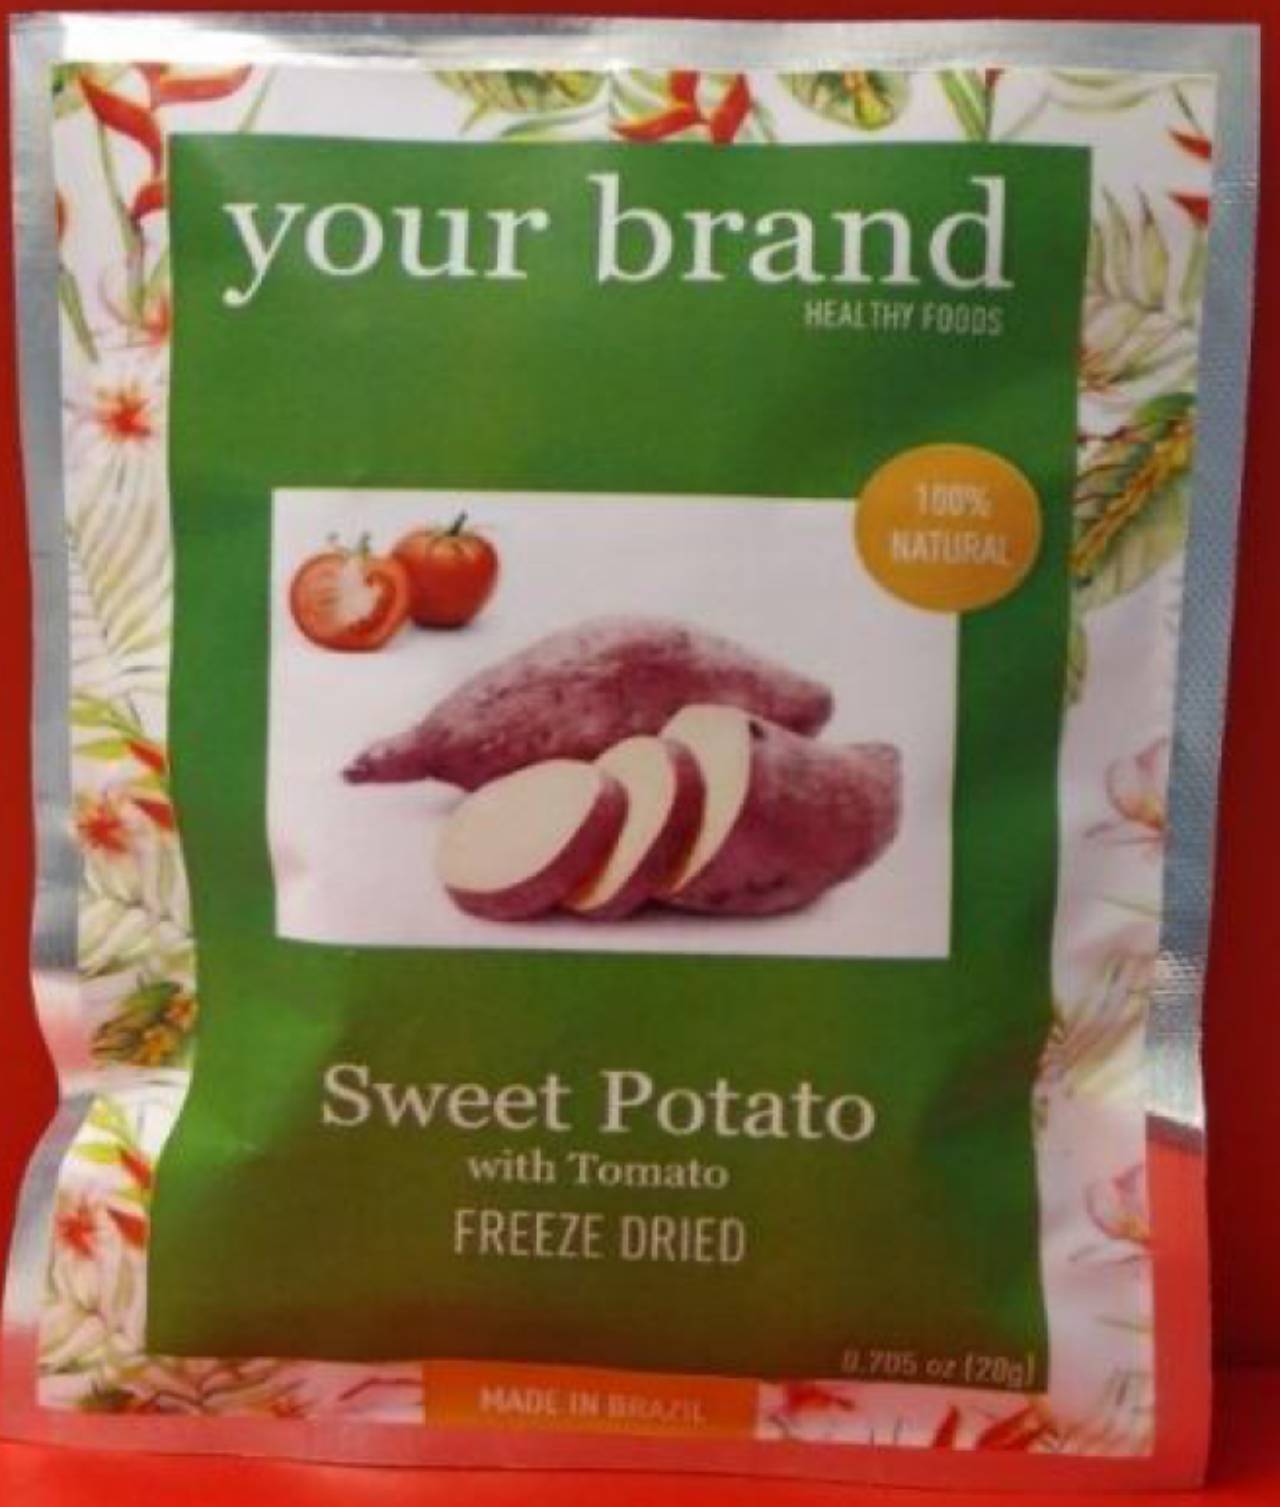 your brand
HEALTHY FOODS
100%
NATURAL
Sweet Potato
with Tomato
FREEZE DRIED
0.705 oz (20g)
MADE IN BRAZIL